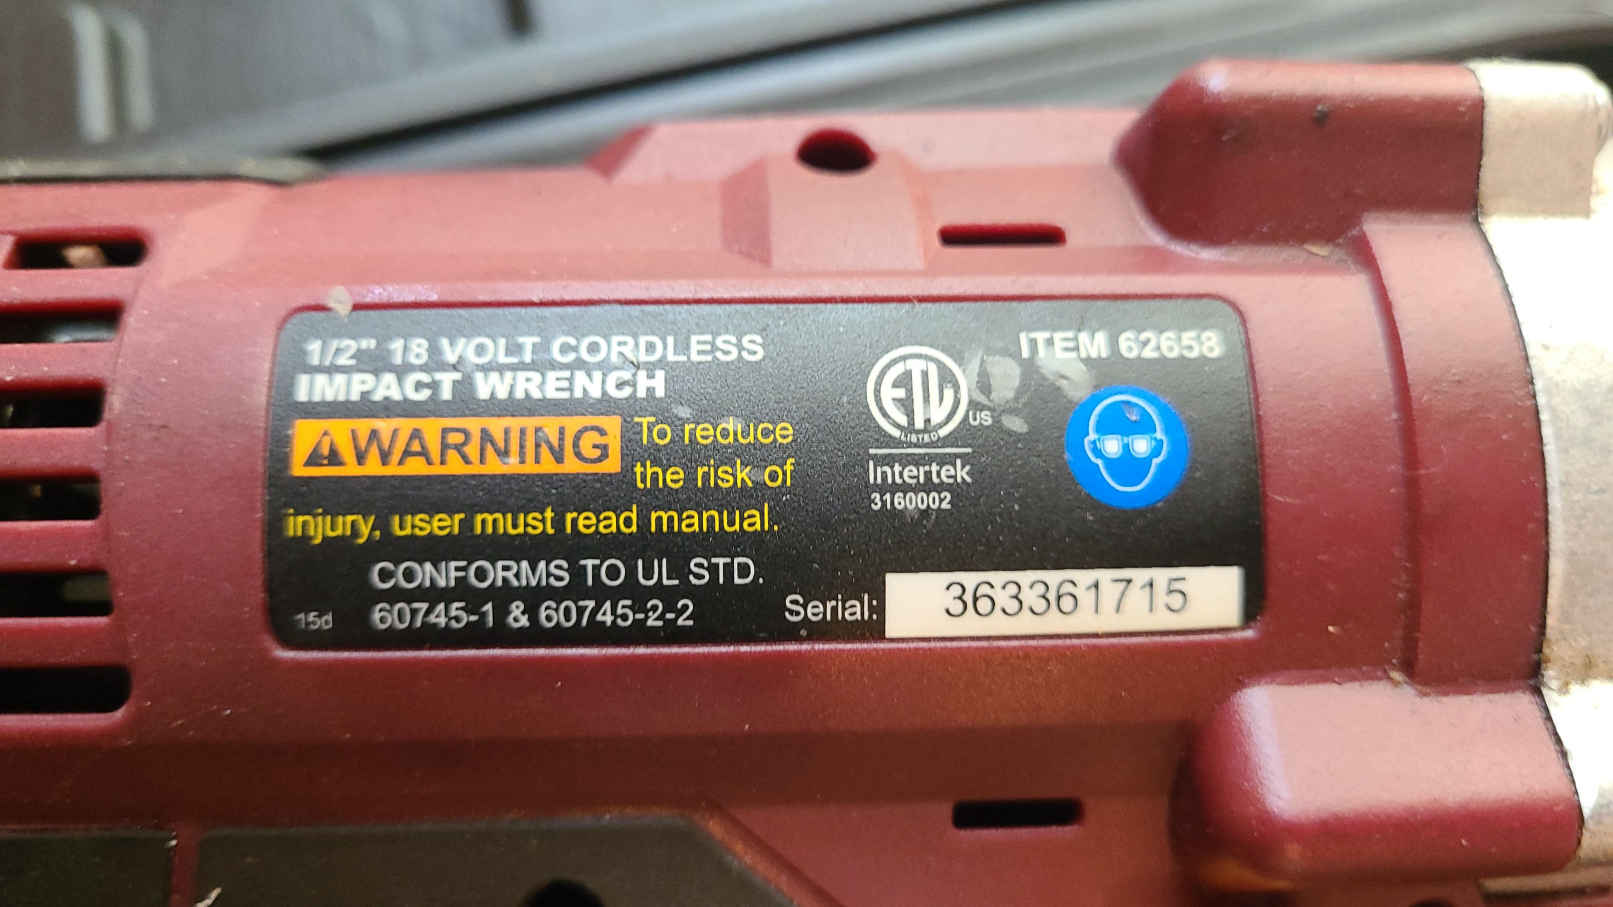 1/2" 18 VOLT CORDLESS
IMPACT WRENCH
WARNING To reduce
the risk of
injury, user must read manual.
CONFORMS TO UL STD.
15d 60745-1 & 60745-2-2
ETL
LISTED
US
Intertek
3160002
ITEM 62658
Serial: 363361715